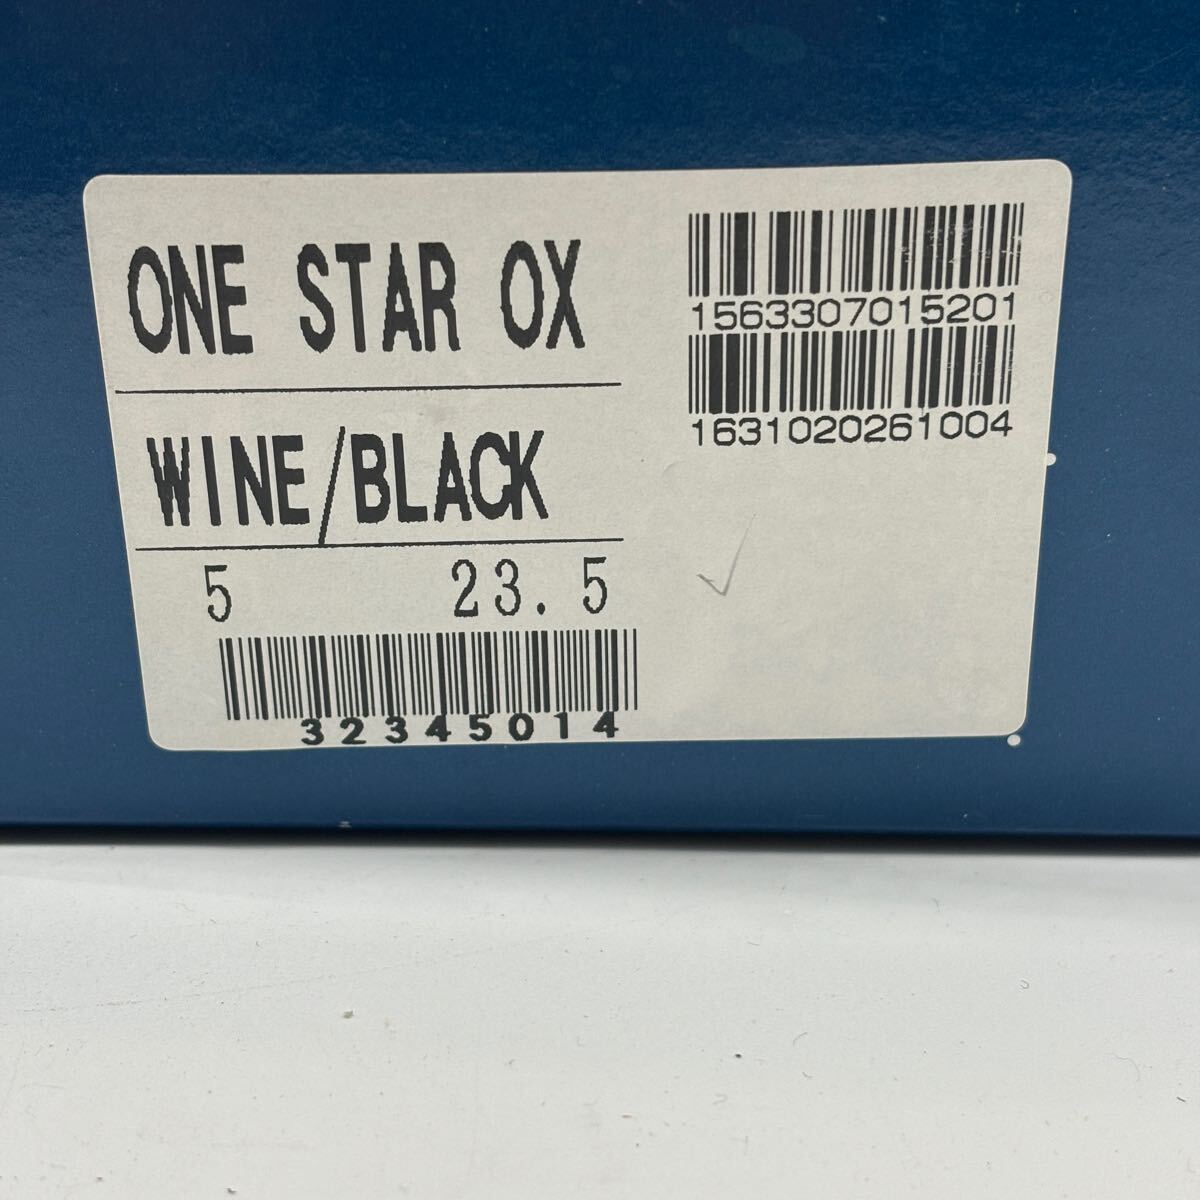 ONE STAR OX
WINE/BLACK
5 23.5
32345014
1563307015201
1631020261004